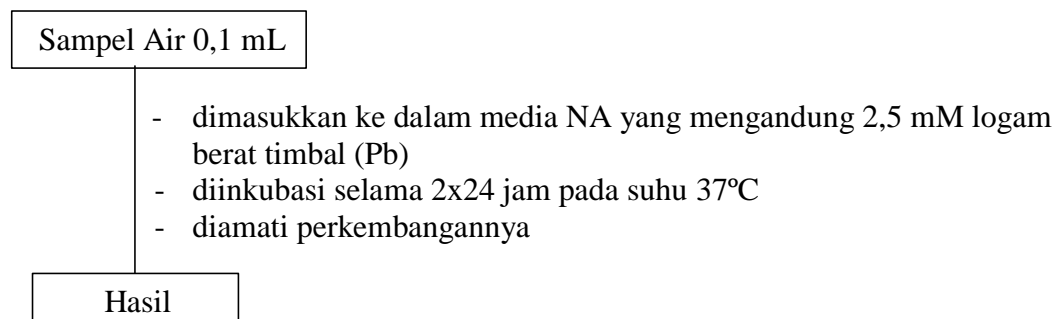 Sampel Air 0,1 mL
- dimasukkan ke dalam media NA yang mengandung 2,5 mM logam
berat timbal (Pb)
- diinkubasi selama 2x24 jam pada suhu 37ºC
- diamati perkembangannya
Hasil